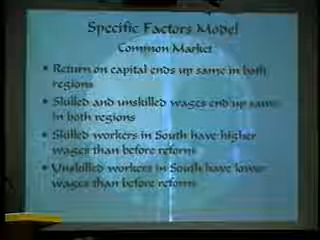 Specific Factors Model
Common Market
• Return on capital ends up same in both
regions
• Skilled and unskilled wages end up same
in both regions
• Skilled workers in South have higher
wages than before reforms
• Unskilled workers in South have lower
wages than before reforms